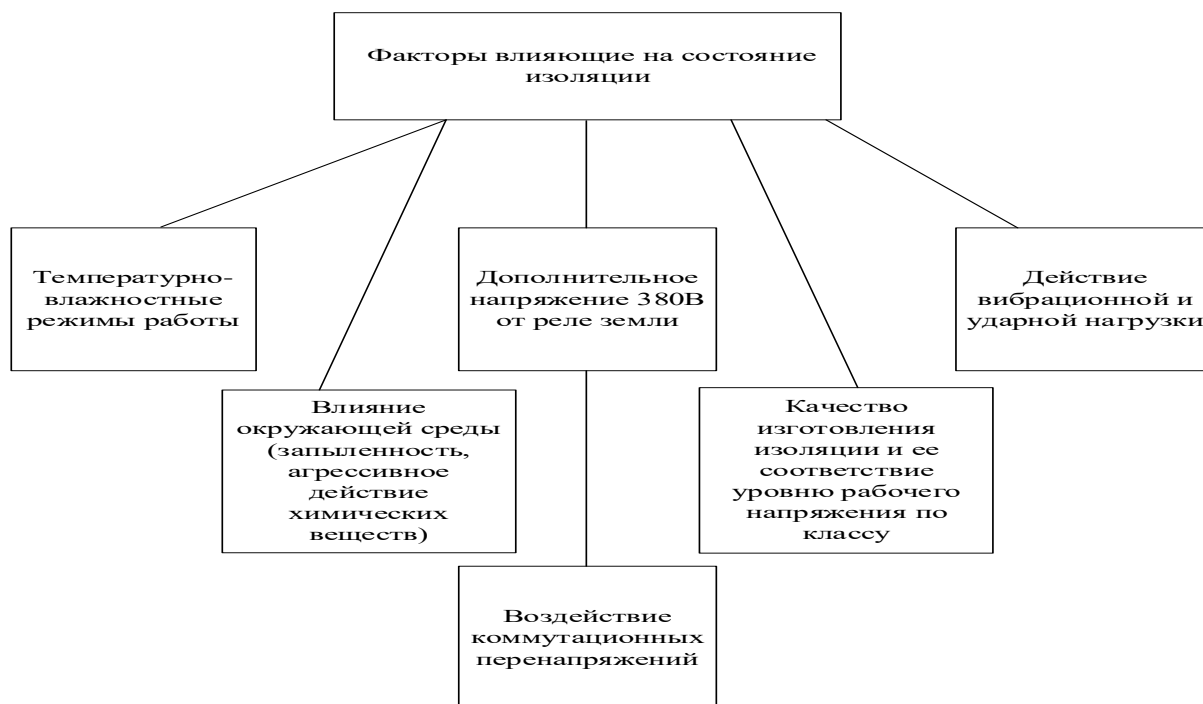 Факторы влияющие на состояние
изоляции
Температурно-
влажностные
режимы работы
Дополнительное
напряжение 380В
от реле земли
Действие
вибрационной и
ударной нагрузки
Влияние
окружающей среды
(запыленность,
агрессивное
действие
химических
веществ)
Качество
изготовления
изоляции и ее
соответствие
уровню рабочего
напряжения по
классу
Воздействие
коммутационных
перенапряжений